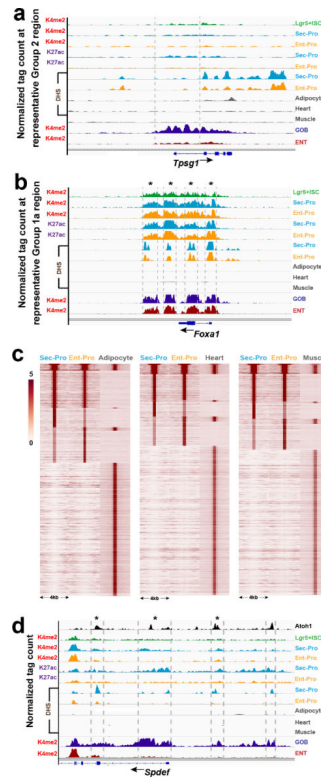 a
Normalized tag count at
representative Group 2 region
K4me2 Lgr5+ISC
K4me2 Sec-Pro
K4me2 Ent-Pro
K27ac Sec-Pro
K27ac Ent-Pro
DHS
Sec-Pro
Ent-Pro
Adipocyt
Heart
Muscle
K4me2 GOB
K4me2 ENT
Tpsg1
b
Normalized tag count at
representative Group 1a region
* * * *
K4me2 Lgr5+ISC
K4me2 Sec-Pro
K4me2 Ent-Pro
K27ac Sec-Pro
K27ac Ent-Pro
DHS
Sec-Pro
Ent-Pro
Adipocyte
Heart
Muscle
K4me2 GOB
K4me2 ENT
Foxa1
c
Sec-Pro Ent-Pro Adipocyte Sec-Pro Ent-Pro Heart Sec-Pro Ent-Pro Musc
5
0
4kb 4kb 4kb
d
Normalized tag count
* * *
Atoh1
K4me2 Lgr5+ISC
K4me2 Sec-Pro
K4me2 Ent-Pro
K27ac Sec-Pro
K27ac Ent-Pro
DHS
Sec-Pro
Ent-Pro
Adipocyt
Heart
Muscle
K4me2 GOB
K4me2 ENT
Spdef